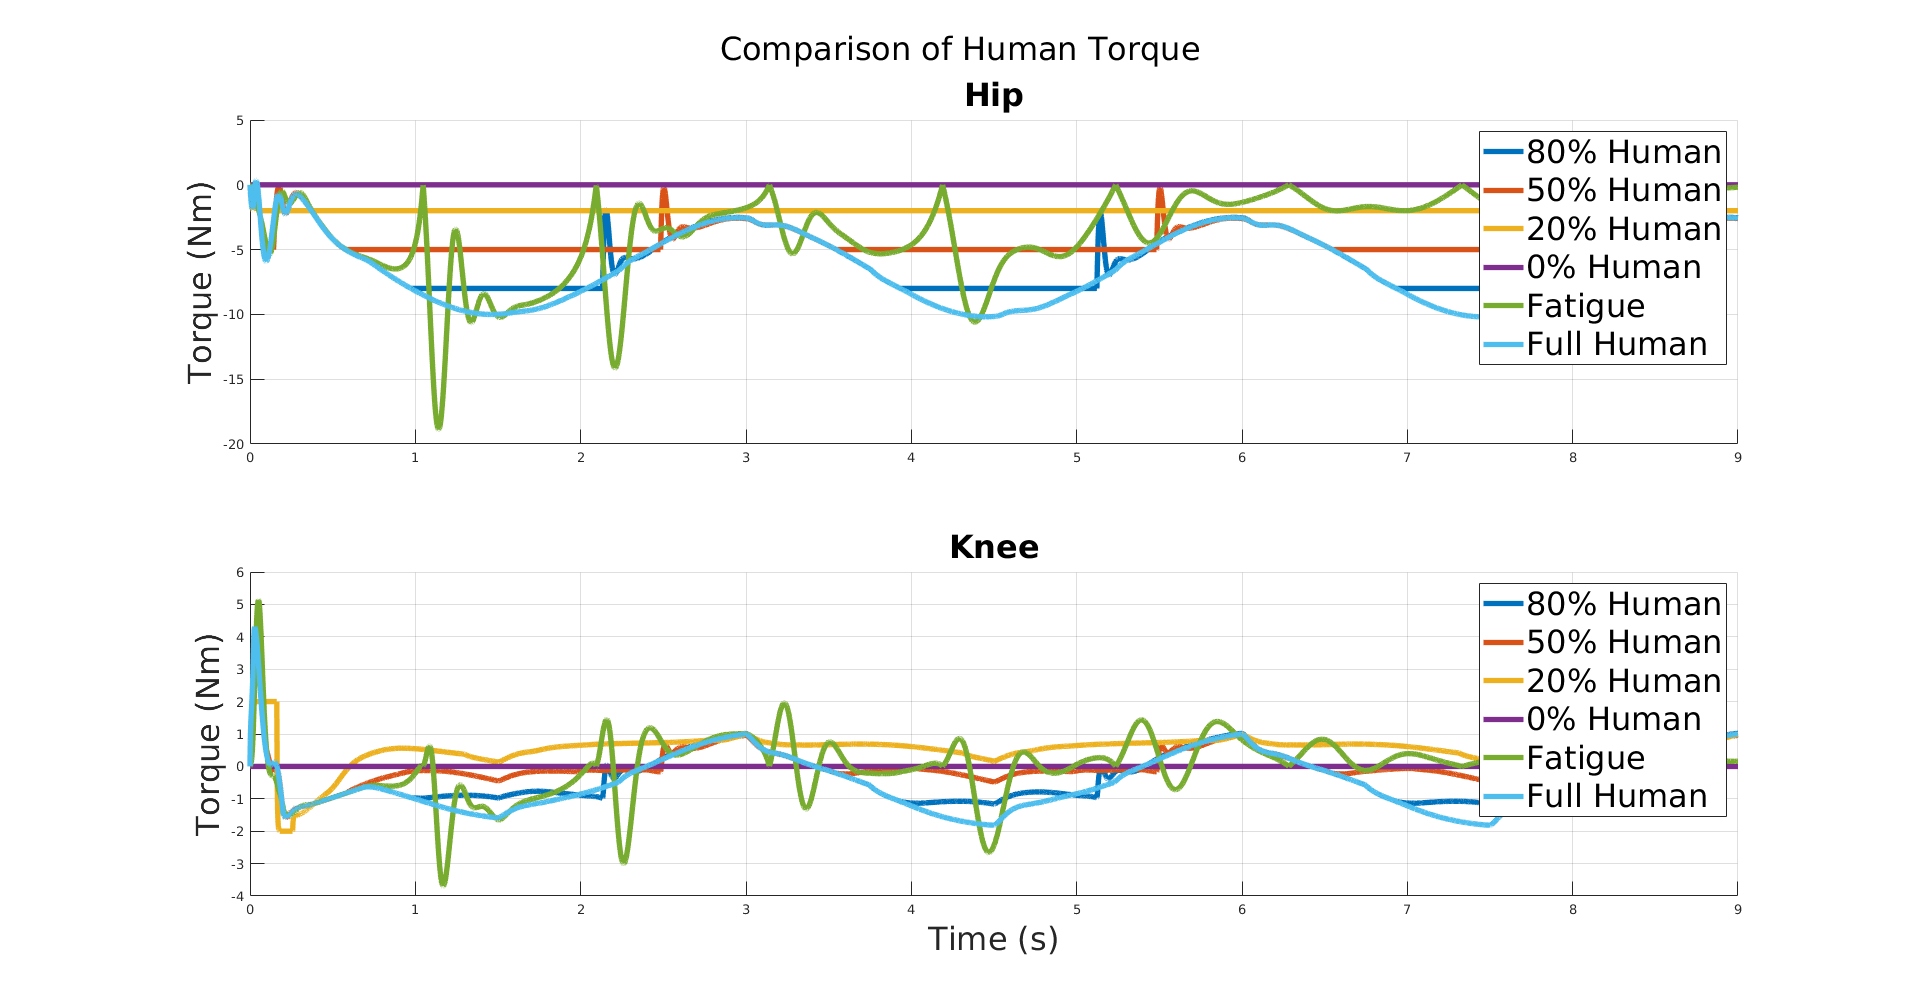 Comparison of Human Torque
Hip
5
0
-5
-10
-15
-20
Torque (Nm)
0 1 2 3 4 5 6 7 8 9
80% Human
50% Human
20% Human
0% Human
Fatigue
Full Human
Knee
6
5
4
3
2
1
0
-1
-2
-3
-4
Torque (Nm)
0 1 2 3 4 5 6 7 8 9
Time (s)
80% Human
50% Human
20% Human
0% Human
Fatigue
Full Human